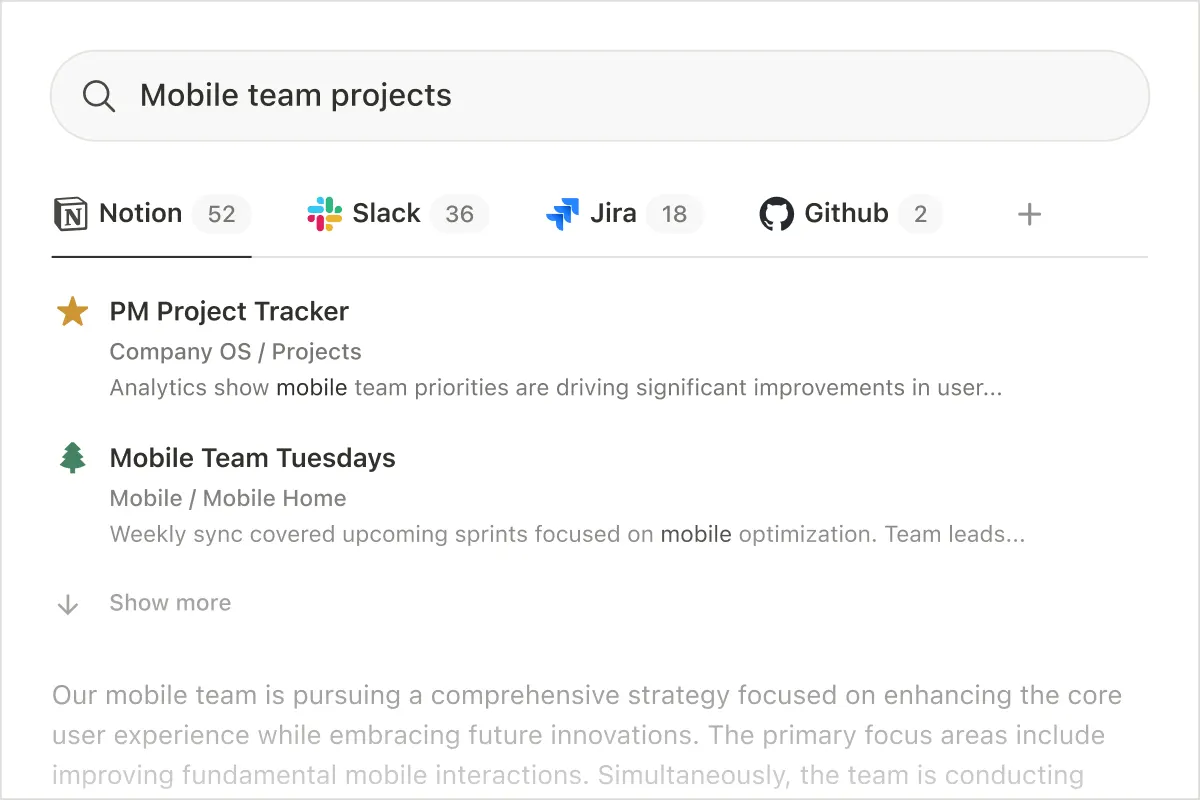 Mobile team projects
Notion 52 Slack 36 Jira 18 Github 2 +
PM Project Tracker
Company OS / Projects
Analytics show mobile team priorities are driving significant improvements in user...
Mobile Team Tuesdays
Mobile / Mobile Home
Weekly sync covered upcoming sprints focused on mobile optimization. Team leads...
Show more
Our mobile team is pursuing a comprehensive strategy focused on enhancing the core
user experience while embracing future innovations. The primary focus areas include
improving fundamental mobile interactions. Simultaneously, the team is conducting